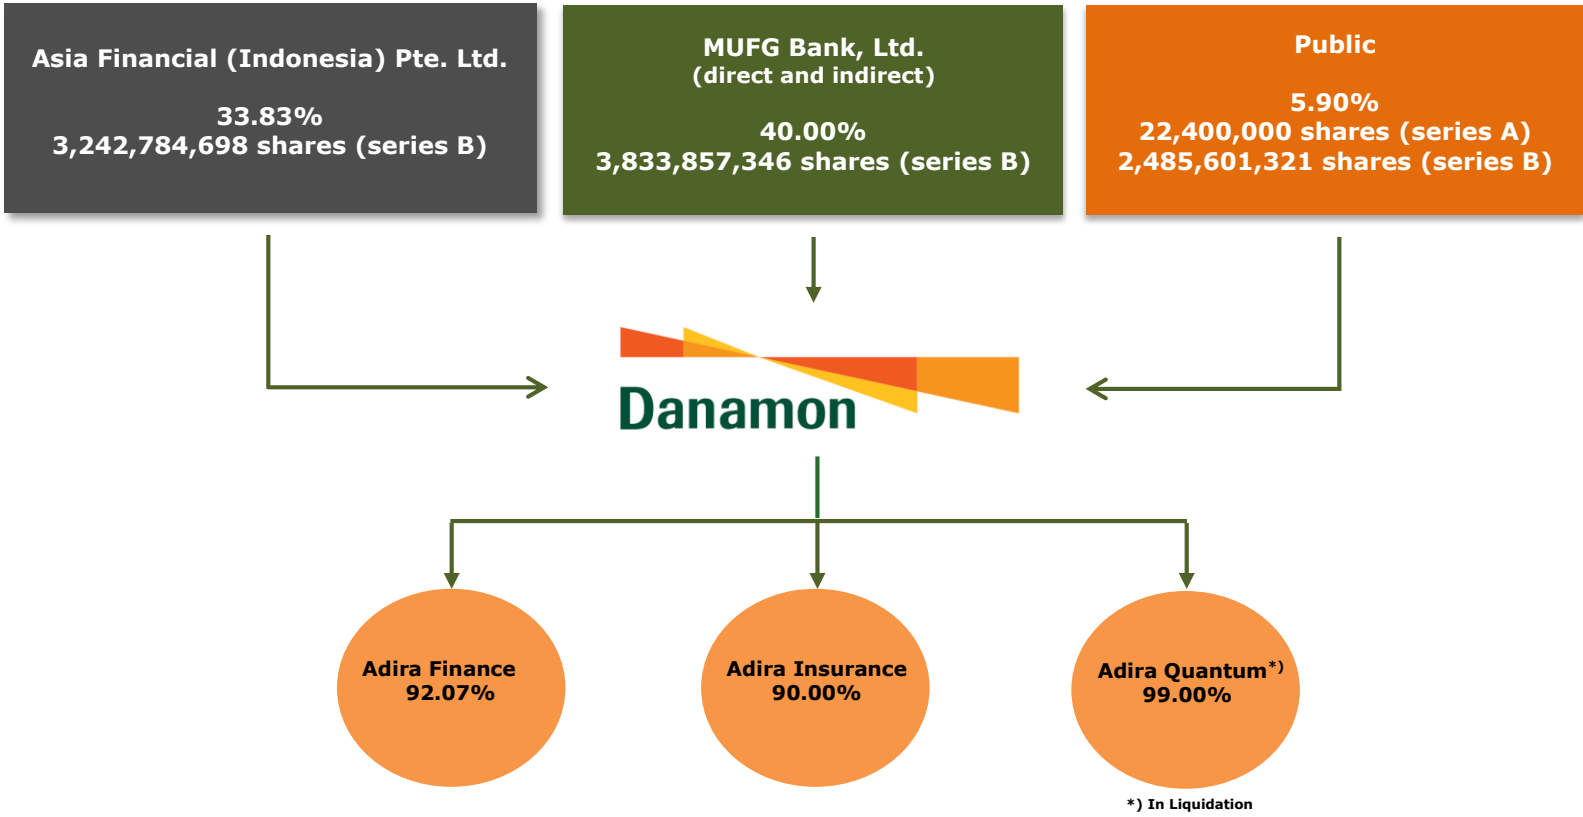 Asia Financial (Indonesia) Pte. Ltd.
33.83%
3,242,784,698 shares (series B)
MUFG Bank, Ltd.
(direct and indirect)
40.00%
3,833,857,346 shares (series B)
Public
5.90%
22,400,000 shares (series A)
2,485,601,321 shares (series B)
Danamon
Adira Finance
92.07%
Adira Insurance
90.00%
Adira Quantum*)
99.00%
*) In Liquidation